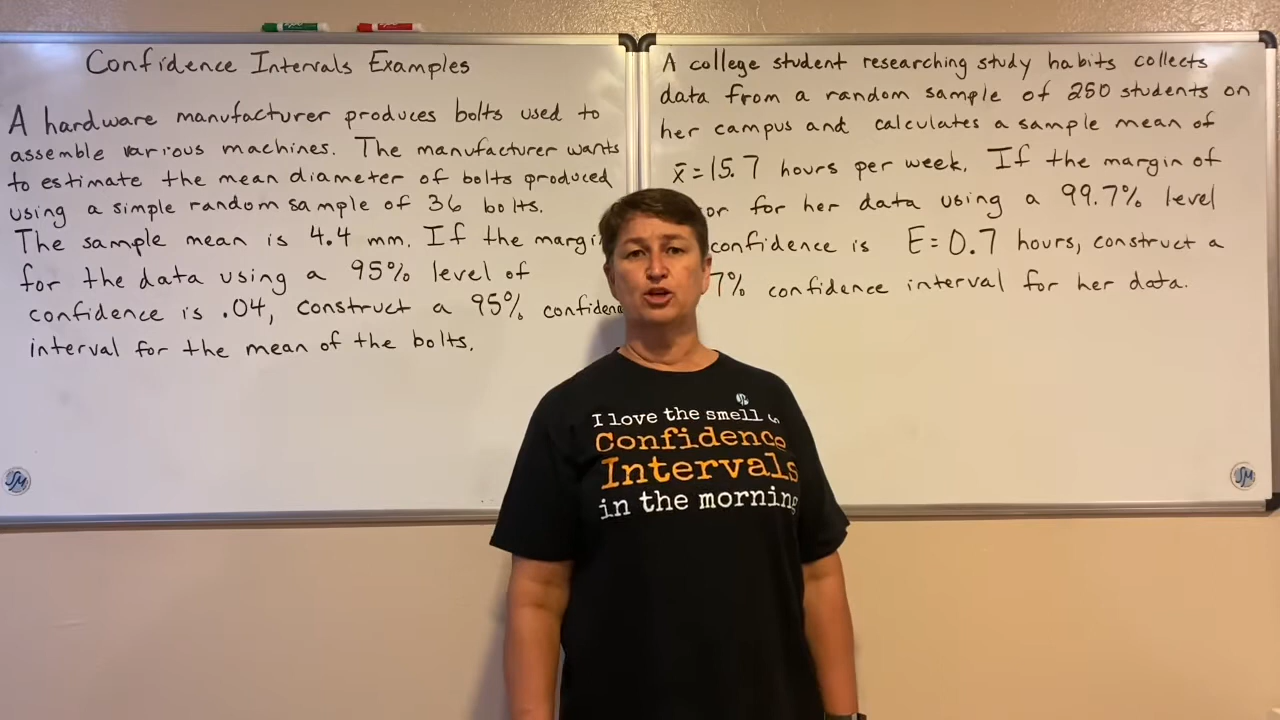 Confidence Intervals Examples
A hardware manufacturer produces bolts used to
assemble various machines. The manufacturer wants
to estimate the mean diameter of bolts produced
using a simple random sample of 36 bolts.
The sample mean is 4.4 mm. If the margi
for the data using a 95% level of
confidence is .04, construct a 95% confiden
interval for the mean of the bolts.
A college student researching study habits collects
data from a random sample of 250 students on
her campus and calculates a sample mean of
x̄ = 15.7 hours per week. If the margin of
or for her data using a 99.7% level
confidence is E = 0.7 hours, construct a
7% confidence interval for her data.
I love the smell
Confidence
Intervals
in the morning
SM
SM